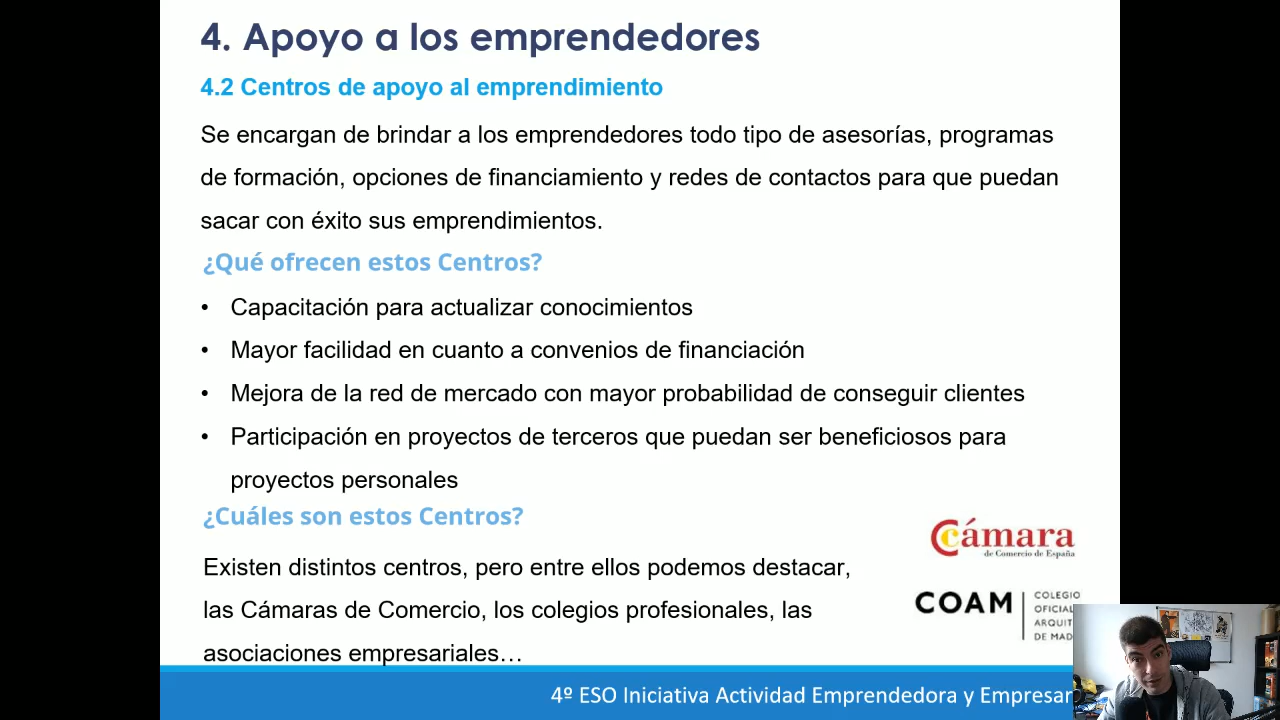 4. Apoyo a los emprendedores
4.2 Centros de apoyo al emprendimiento
Se encargan de brindar a los emprendedores todo tipo de asesorías, programas
de formación, opciones de financiamiento y redes de contactos para que puedan
sacar con éxito sus emprendimientos.
¿Qué ofrecen estos Centros?
• Capacitación para actualizar conocimientos
• Mayor facilidad en cuanto a convenios de financiación
• Mejora de la red de mercado con mayor probabilidad de conseguir clientes
• Participación en proyectos de terceros que puedan ser beneficiosos para
proyectos personales
¿Cuáles son estos Centros?
Existen distintos centros, pero entre ellos podemos destacar,
las Cámaras de Comercio, los colegios profesionales, las
asociaciones empresariales…
Cámara
de Comercio de España
COAM
COLEGIO
OFICIAL
ARQUIT
DE MAD
4º ESO Iniciativa Actividad Emprendedora y Empresar